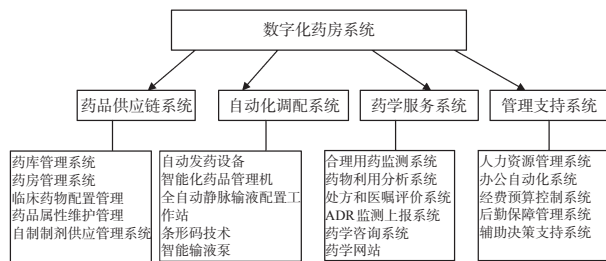 数字化药房系统
药品供应链系统
自动化调配系统
药学服务系统
管理支持系统
药库管理系统
药房管理系统
临床药物配置管理
药品属性维护管理
自制制剂供应管理系统
自动发药设备
智能化药品管理机
全自动静脉输液配置工
作站
条形码技术
智能输液泵
合理用药监测系统
药物利用分析系统
处方和医嘱评价系统
ADR监测上报系统
药学咨询系统
药学网站
人力资源管理系统
办公自动化系统
经费预算控制系统
后勤保障管理系统
辅助决策支持系统